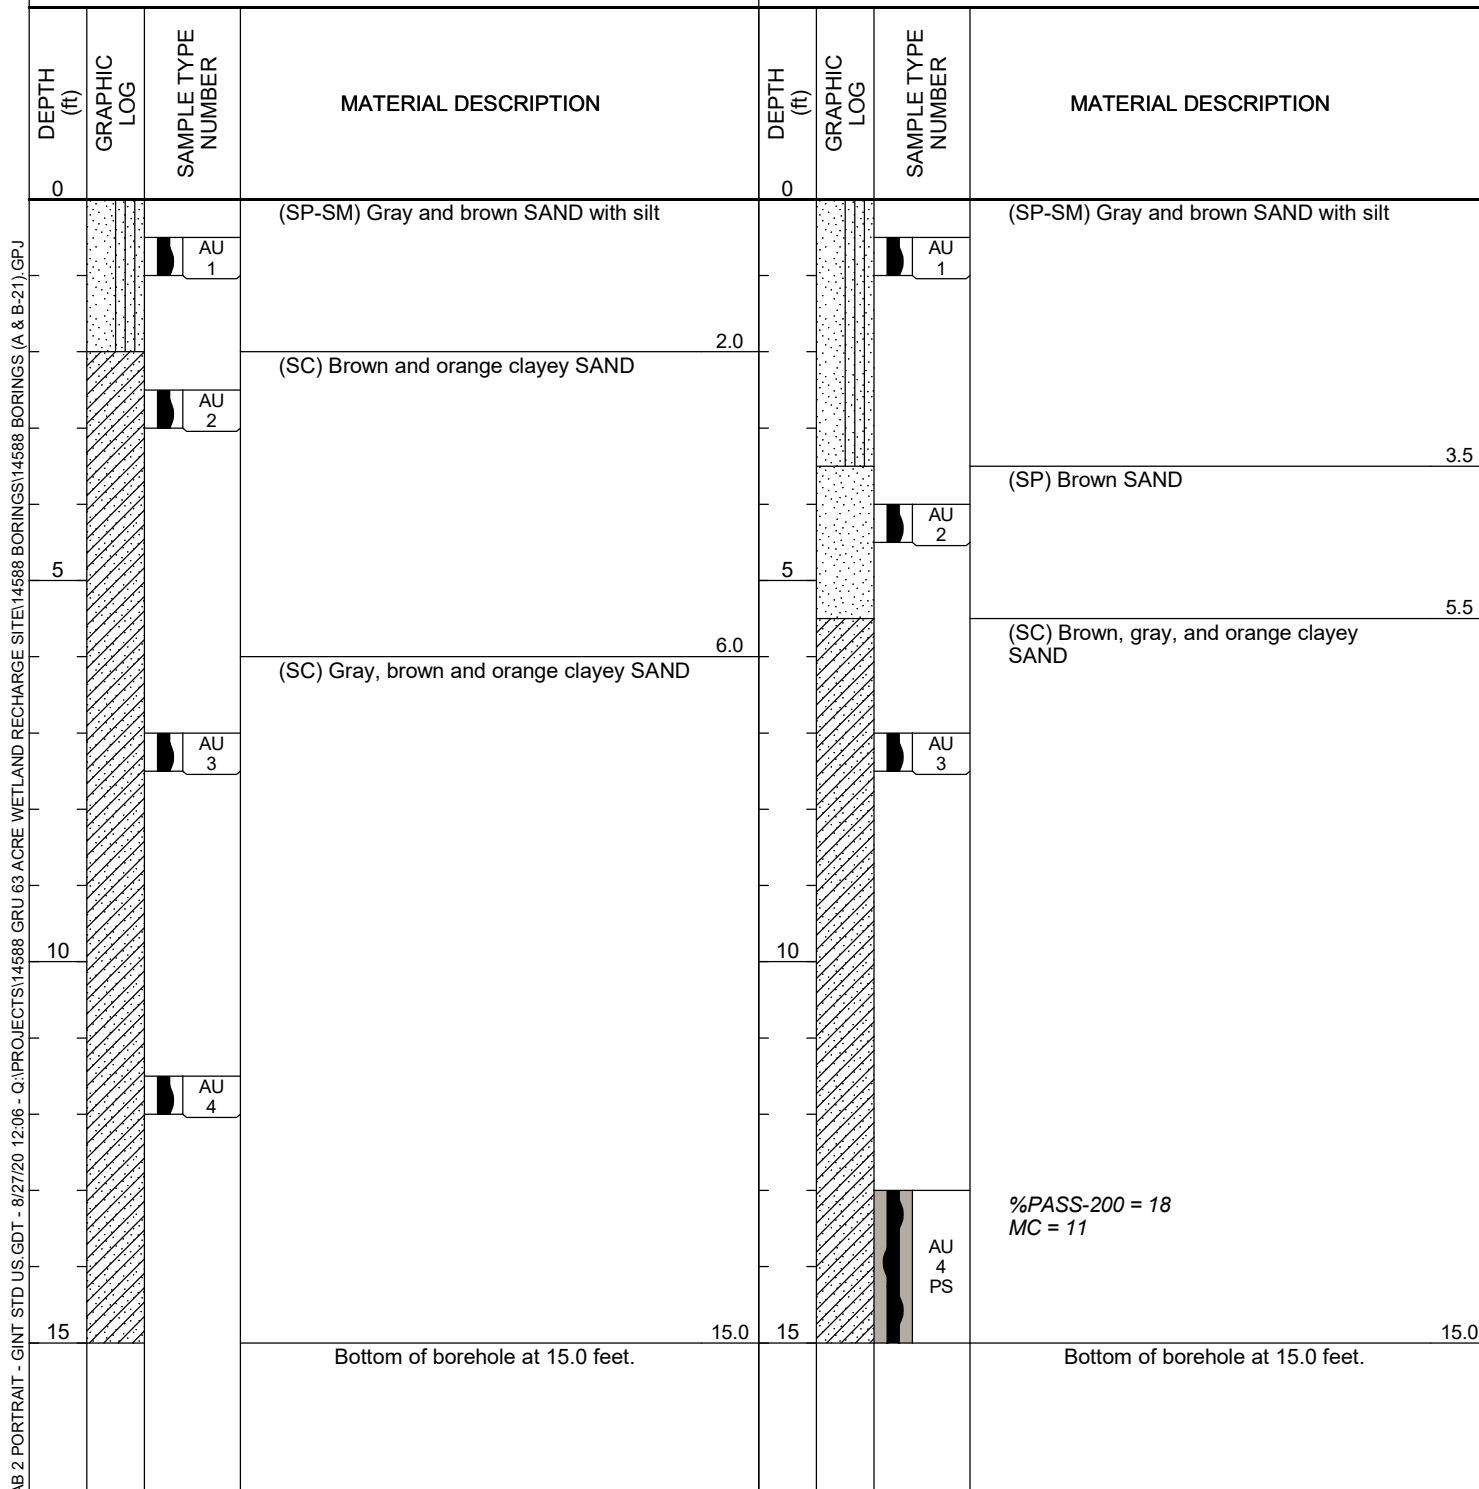 DEPTH
(ft)
GRAPHIC
LOG
SAMPLE TYPE
NUMBER
MATERIAL DESCRIPTION
0
(SP-SM) Gray and brown SAND with silt
AU
1
2.0
(SC) Brown and orange clayey SAND
AU
2
5
6.0
(SC) Gray, brown and orange clayey SAND
AU
3
10
AU
4
15
15.0
Bottom of borehole at 15.0 feet.
DEPTH
(ft)
GRAPHIC
LOG
SAMPLE TYPE
NUMBER
MATERIAL DESCRIPTION
0
(SP-SM) Gray and brown SAND with silt
AU
1
3.5
(SP) Brown SAND
AU
2
5
5.5
(SC) Brown, gray, and orange clayey
SAND
AU
3
10
%PASS-200 = 18
MC = 11
AU
4
PS
15
15.0
Bottom of borehole at 15.0 feet.
AB 2 PORTRAIT - GINT STD US.GDT - 8/27/20 12:06 - Q:\PROJECTS\14588 GRU 63 ACRE WETLAND RECHARGE SITE\14588 BORINGS\14588 BORINGS (A & B-21).GPJ